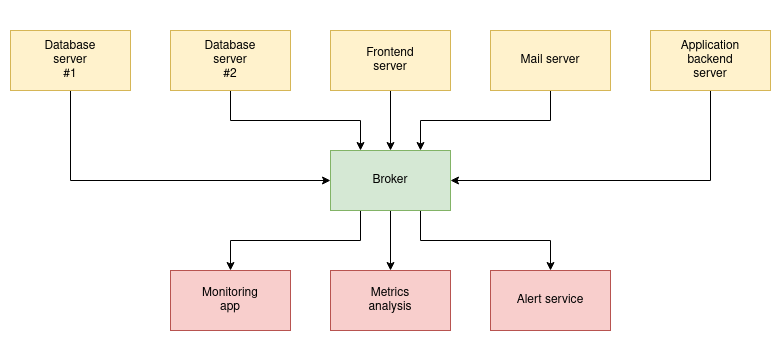 Database
server
#1
Database
server
#2
Frontend
server
Mail server
Application
backend
server
Broker
Monitoring
app
Metrics
analysis
Alert service